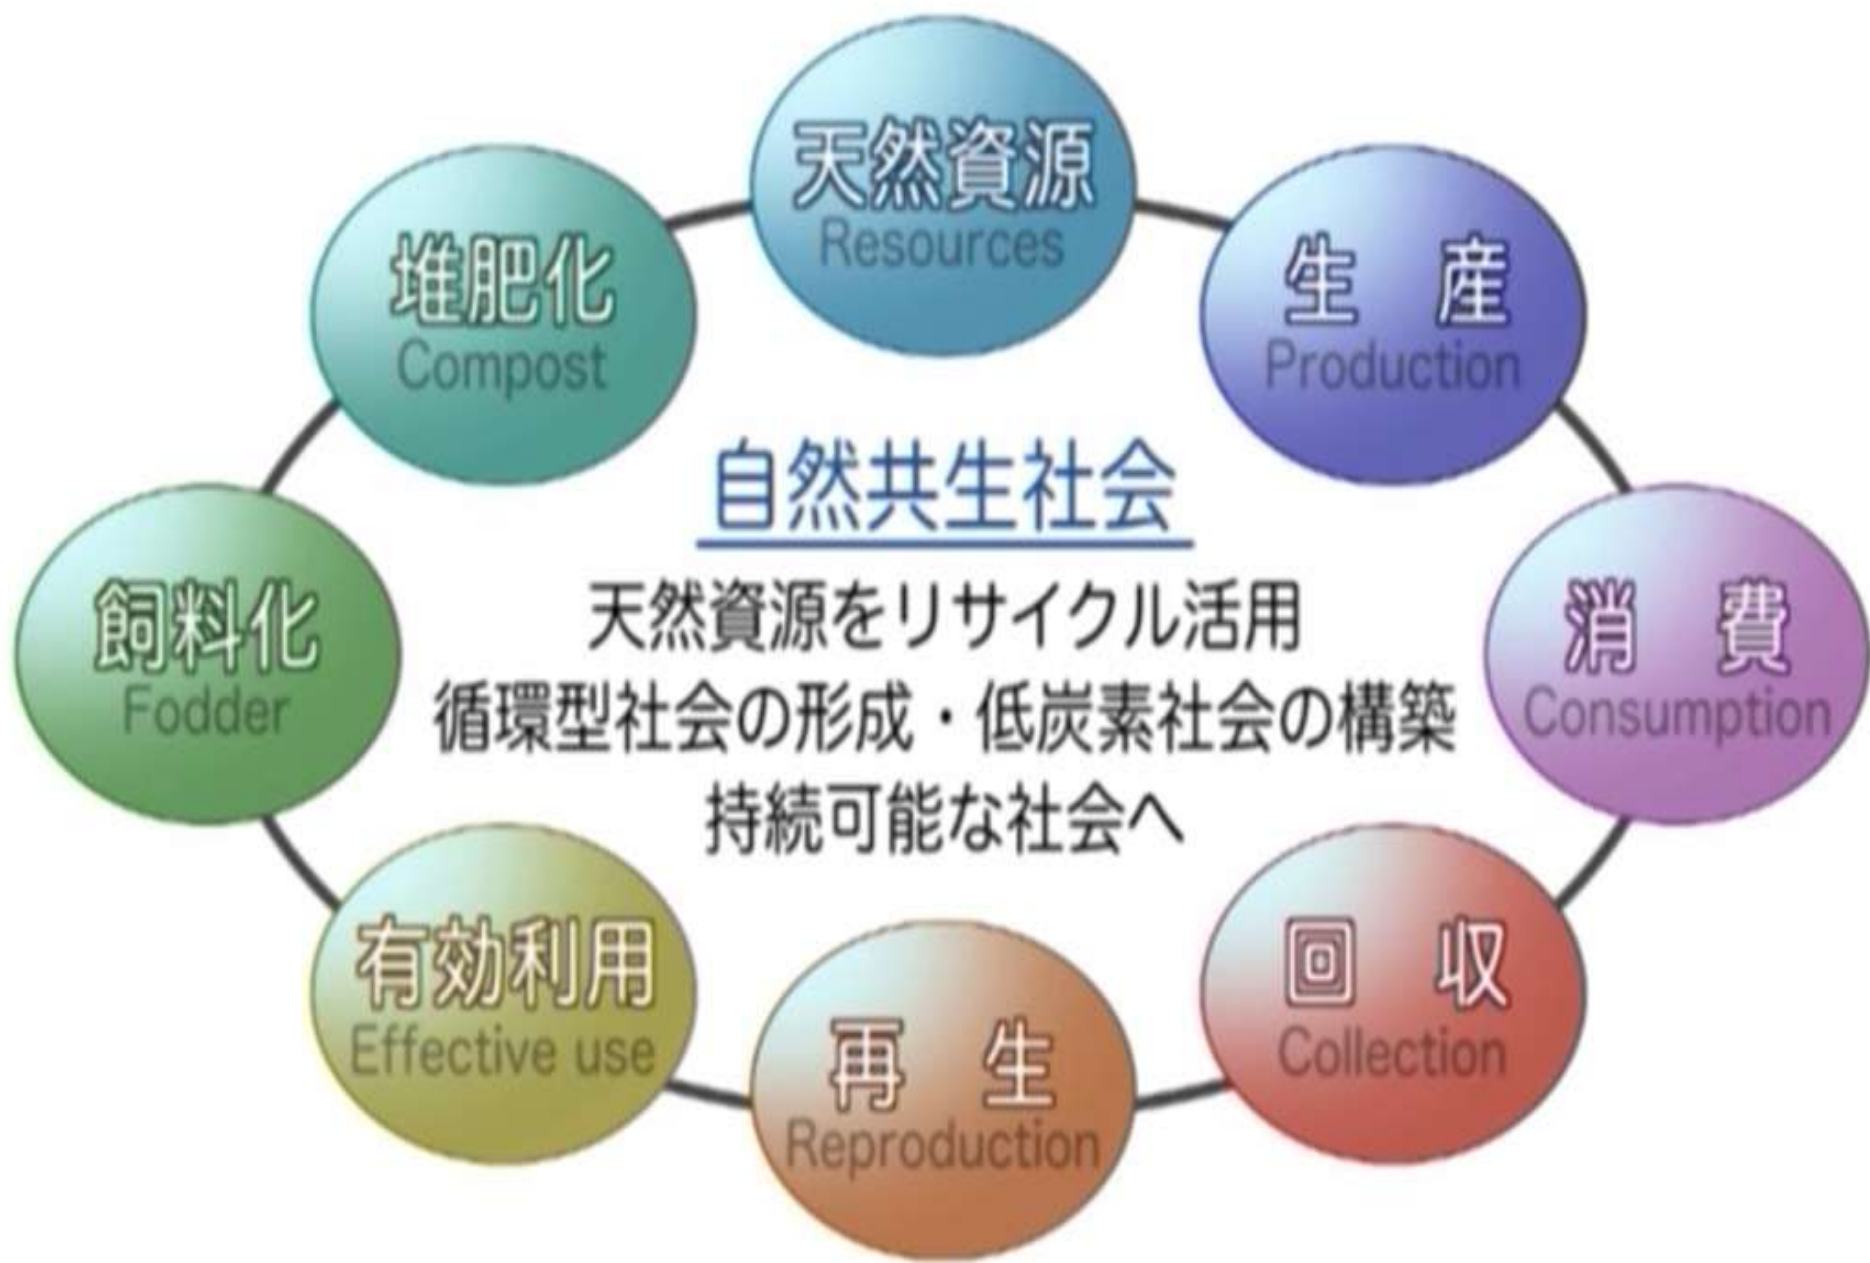 天然資源
Resources
生　産
Production
消　費
Consumption
回　収
Collection
再　生
Reproduction
有効利用
Effective use
飼料化
Fodder
堆肥化
Compost
自然共生社会
天然資源をリサイクル活用
循環型社会の形成・低炭素社会の構築
持続可能な社会へ